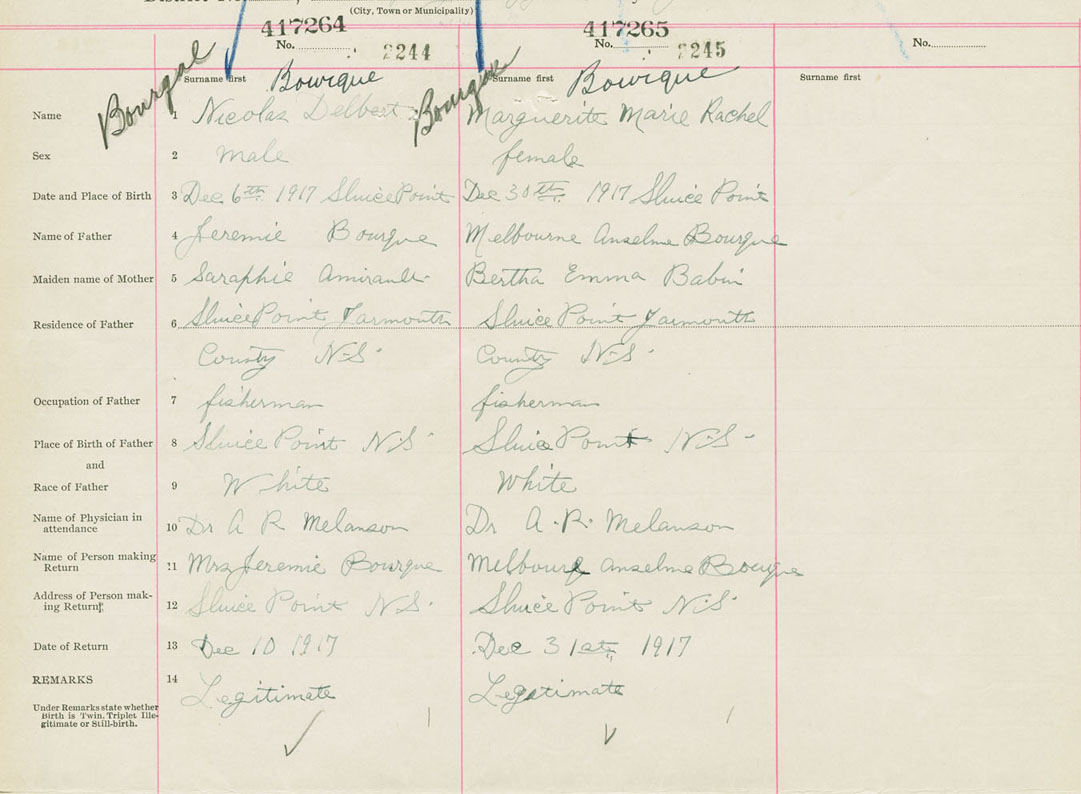 (City, Town or Municipality)
417264 417265
No. 2244 No. 2245 No.
Surname first Surname first Surname first
Bourque Bourque Bourque Bourque
Name 1 Nicolas Delbert Marguerite Marie Rachel
Sex 2 male female
Date and Place of Birth 3 Dec 6th 1917 Sluice Point Dec 30th 1917 Sluice Point
Name of Father 4 Jeremie Bourque Melbourne Anselme Bourque
Maiden name of Mother 5 Saraphie Amirault Bertha Emma Babin
Residence of Father 6 Sluice Point Yarmouth Sluice Point Yarmouth
County N.S. County N.S.
Occupation of Father 7 fisherman fisherman
Place of Birth of Father 8 Sluice Point N.S. Sluice Point N.S.
and
Race of Father 9 White White
Name of Physician in
attendance 10 Dr A R Melanson Dr A. R. Melanson
Name of Person making
Return 11 Mrs Jeremie Bourque Melbourne Anselme Bourque
Address of Person mak-
ing Return 12 Sluice Point N.S. Sluice Point N.S.
Date of Return 13 Dec 10 1917 Dec 31st 1917
REMARKS 14 Legitimate Legitimate
Under Remarks state whether
Birth is Twin, Triplet Ille-
gitimate or Still-birth.